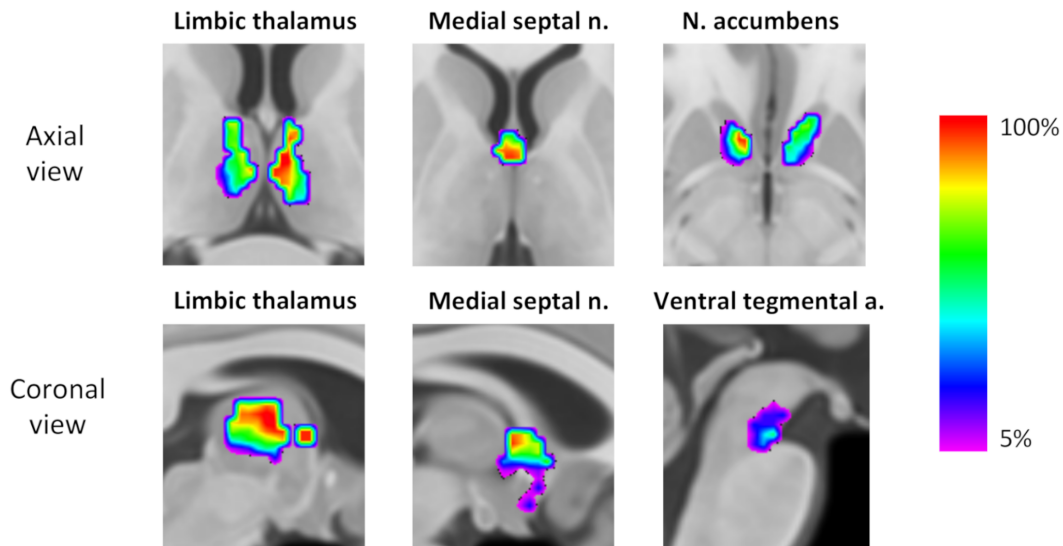 Limbic thalamus
Medial septal n.
N. accumbens
Axial
view
100%
Limbic thalamus
Medial septal n.
Ventral tegmental a.
Coronal
view
5%